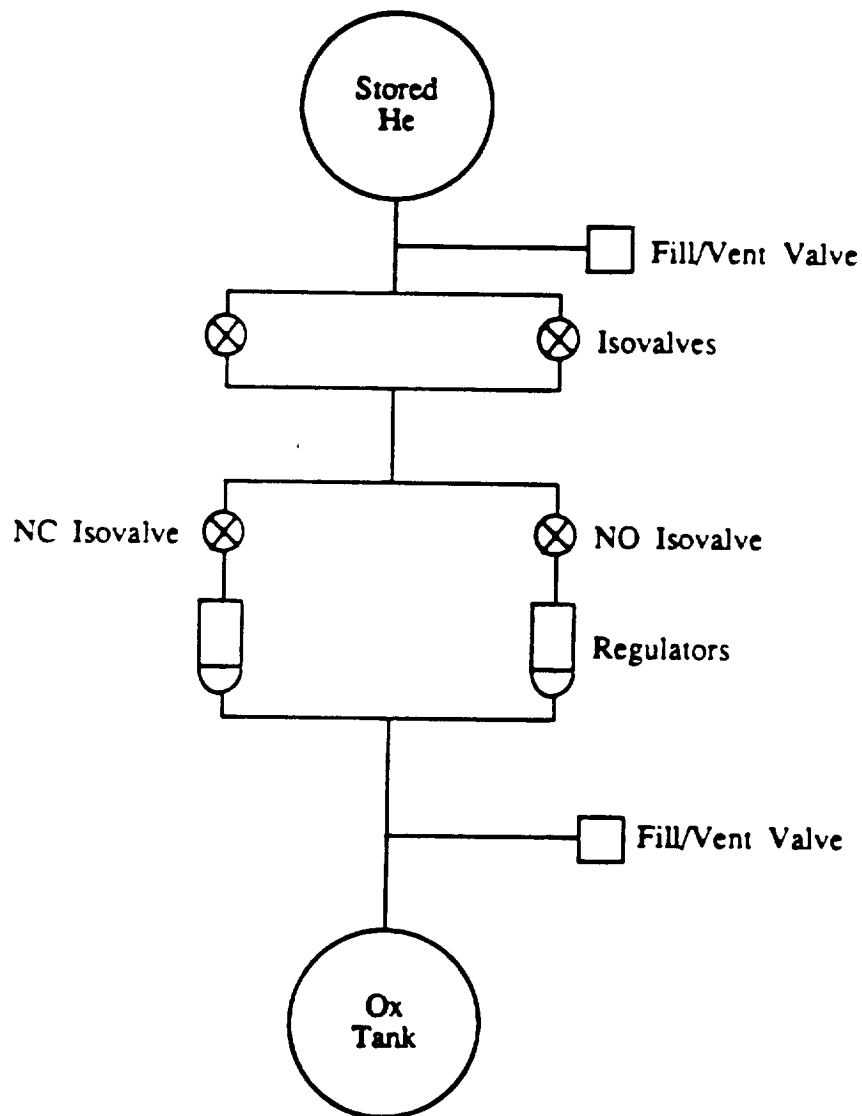 Stored
He
Fill/Vent Valve
Isovalves
NC Isovalve
NO Isovalve
Regulators
Fill/Vent Valve
Ox
Tank